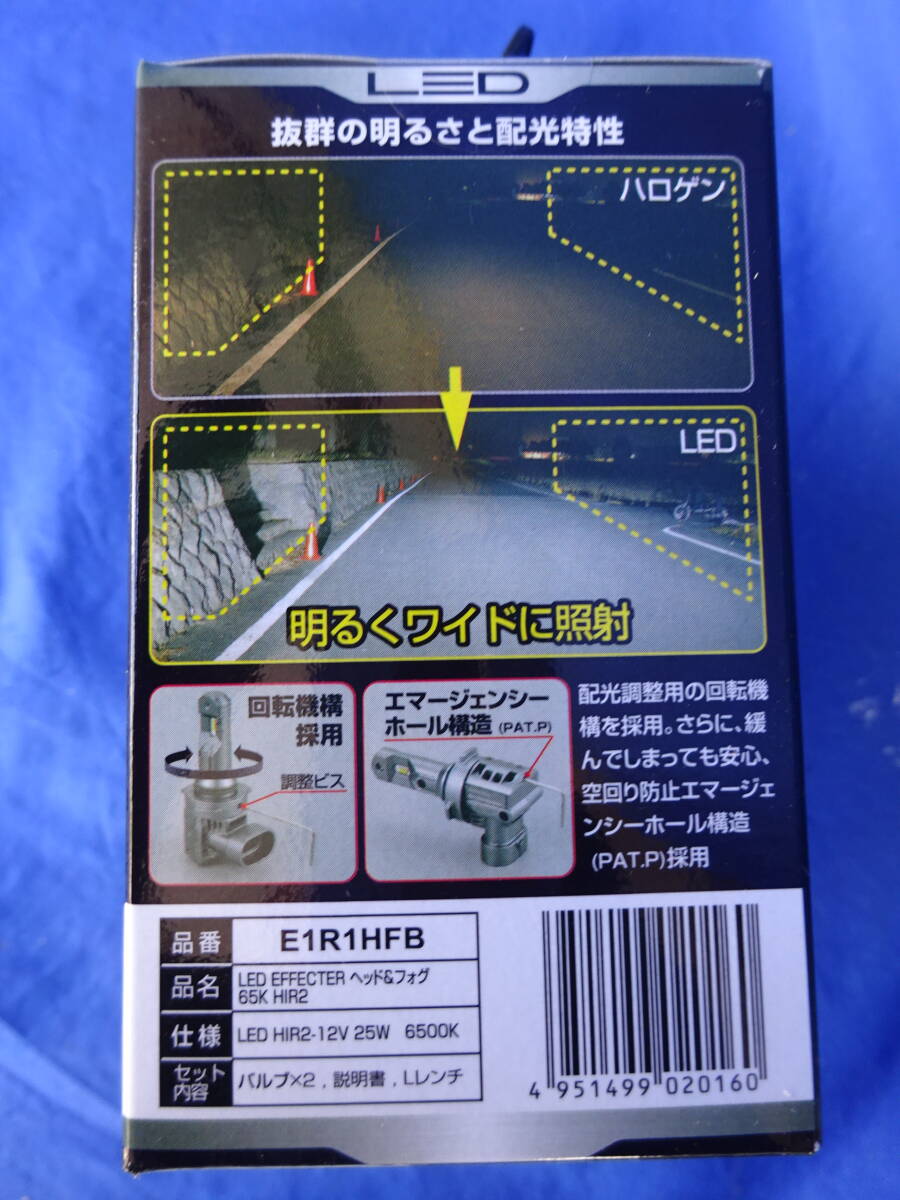 LED
抜群の明るさと配光特性
ハロゲン
LED
明るくワイドに照射
回転機構
採用
調整ビス
エマージェンシー
ホール構造 (PAT.P)
配光調整用の回転機
構を採用。さらに、緩
んでしまっても安心、
空回り防止エマージェ
ンシーホール構造
(PAT.P)採用
品番 E1R1HFB
品名 LED EFFECTER ヘッド&フォグ
65K HIR2
仕様 LED HIR2-12V 25W 6500K
セット
内容 バルブ×2 , 説明書 , Lレンチ
4 951499 020160